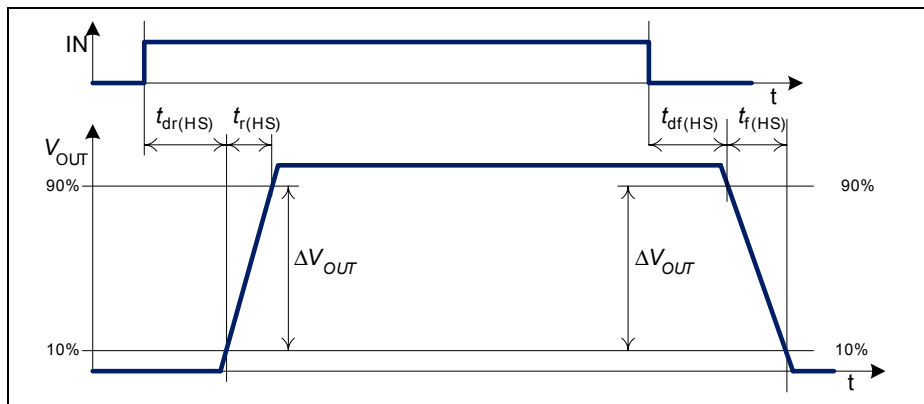 IN
t
tdr(HS)
tr(HS)
tdf(HS)
tf(HS)
VOUT
90%
90%
ΔVOUT
ΔVOUT
10%
10%
t